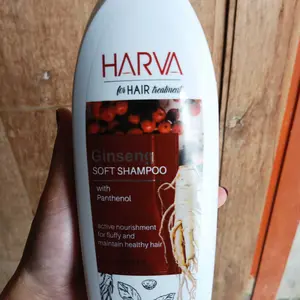 HARVA
for HAIR treatment
Ginseng
SOFT SHAMPOO
with
Panthenol
active nourishment
for fluffy and
maintain healthy hair